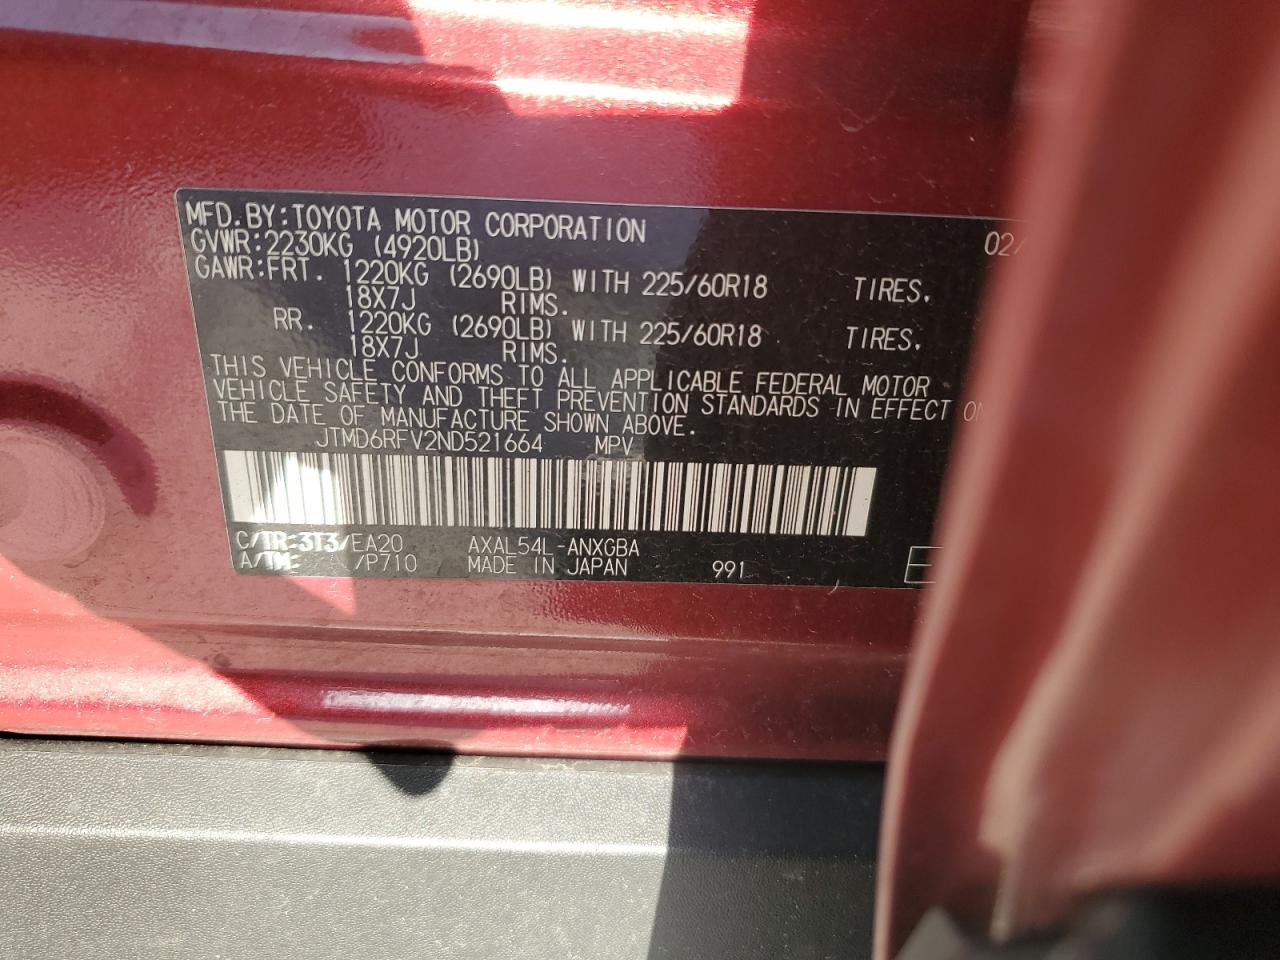 MFD. BY: TOYOTA MOTOR CORPORATION 02/
GVWR: 2230KG (4920LB)
GAWR: FRT. 1220KG (2690LB) WITH 225/60R18 TIRES.
18X7J RIMS.
RR. 1220KG (2690LB) WITH 225/60R18 TIRES.
18X7J RIMS.
THIS VEHICLE CONFORMS TO ALL APPLICABLE FEDERAL MOTOR
VEHICLE SAFETY AND THEFT PREVENTION STANDARDS IN EFFECT ON
THE DATE OF MANUFACTURE SHOWN ABOVE.
JTMD6RFV2ND521664 MPV
C/TR: 3T3/EA20 AXAL54L-ANXGBA
A/TM: /P710 MADE IN JAPAN 991